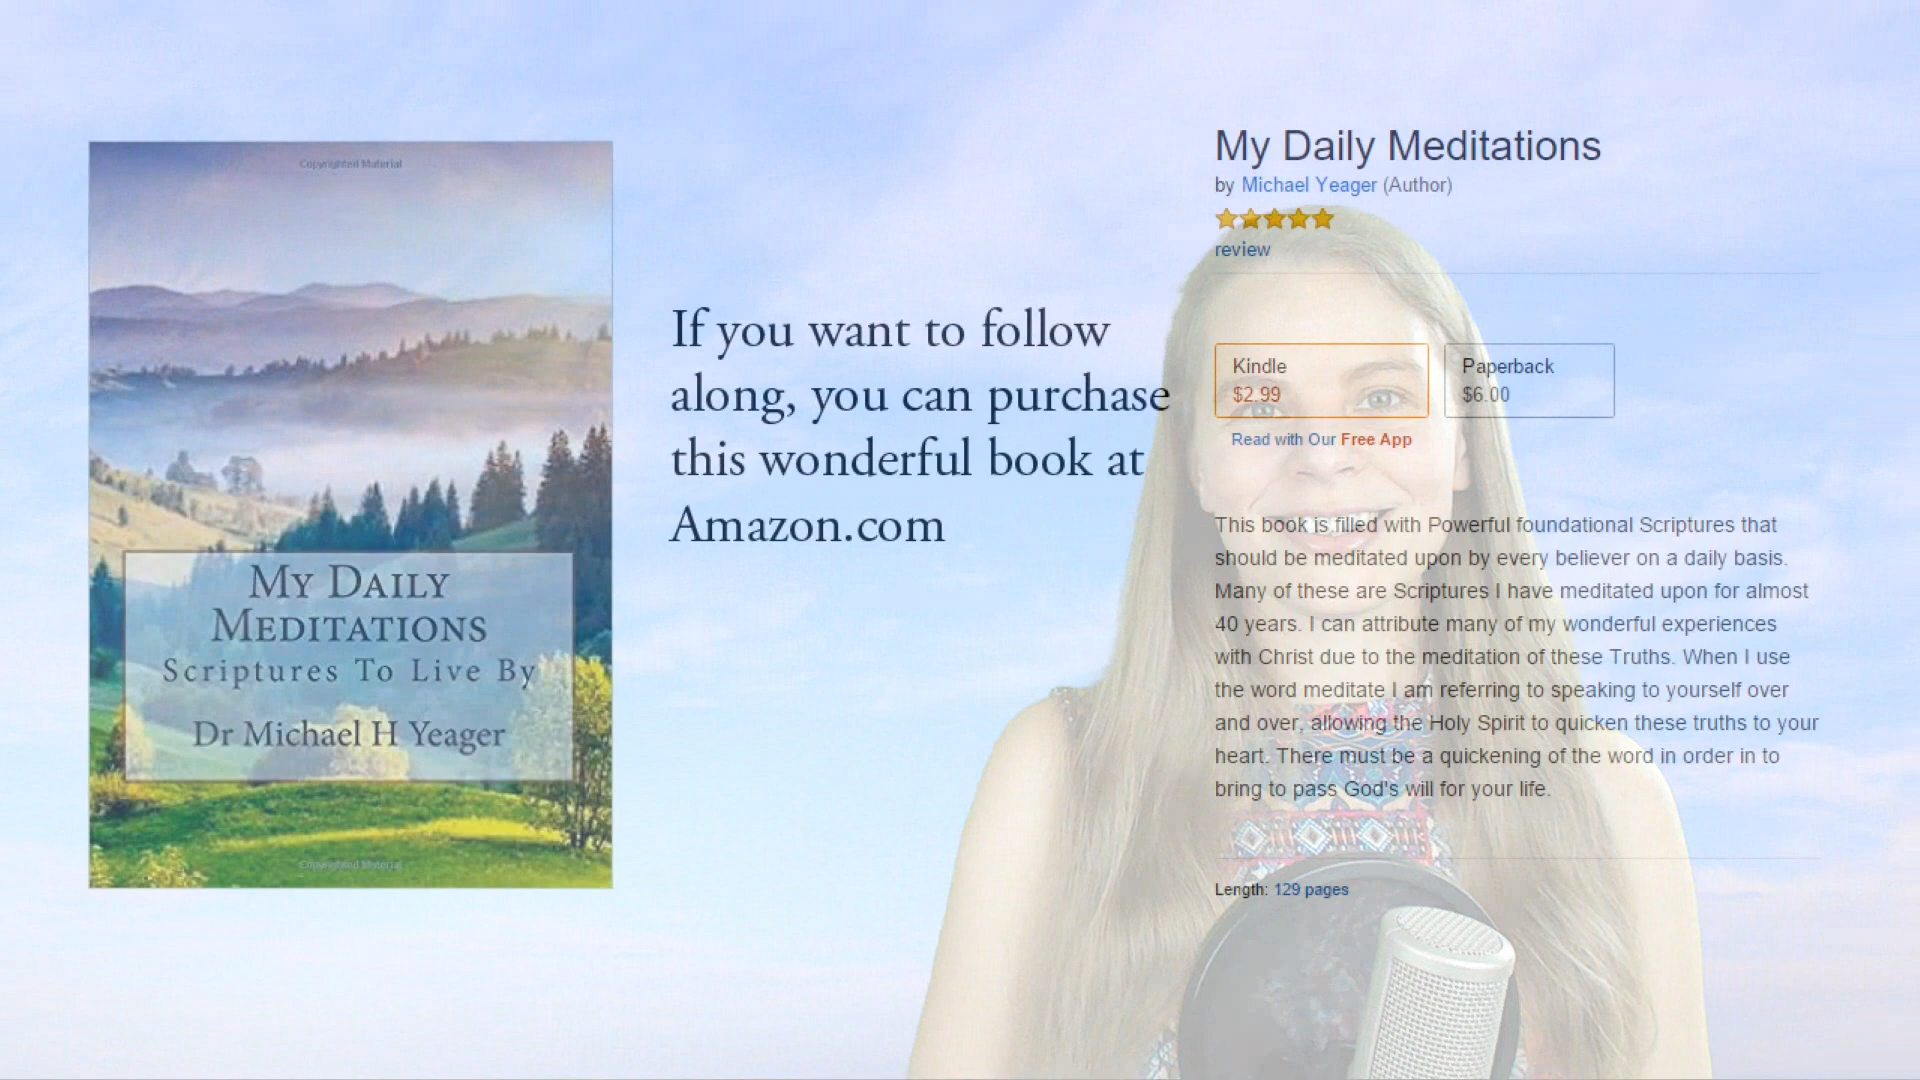 Copyrighted Material
My Daily
Meditations
Scriptures To Live By
Dr Michael H Yeager
Copyrighted Material
If you want to follow
along, you can purchase
this wonderful book at
Amazon.com
My Daily Meditations
by Michael Yeager (Author)
review
Kindle
$2.99
Paperback
$6.00
Read with Our Free App
This book is filled with Powerful foundational Scriptures that
should be meditated upon by every believer on a daily basis.
Many of these are Scriptures I have meditated upon for almost
40 years. I can attribute many of my wonderful experiences
with Christ due to the meditation of these Truths. When I use
the word meditate I am referring to speaking to yourself over
and over, allowing the Holy Spirit to quicken these truths to your
heart. There must be a quickening of the word in order in to
bring to pass God's will for your life.
Length: 129 pages